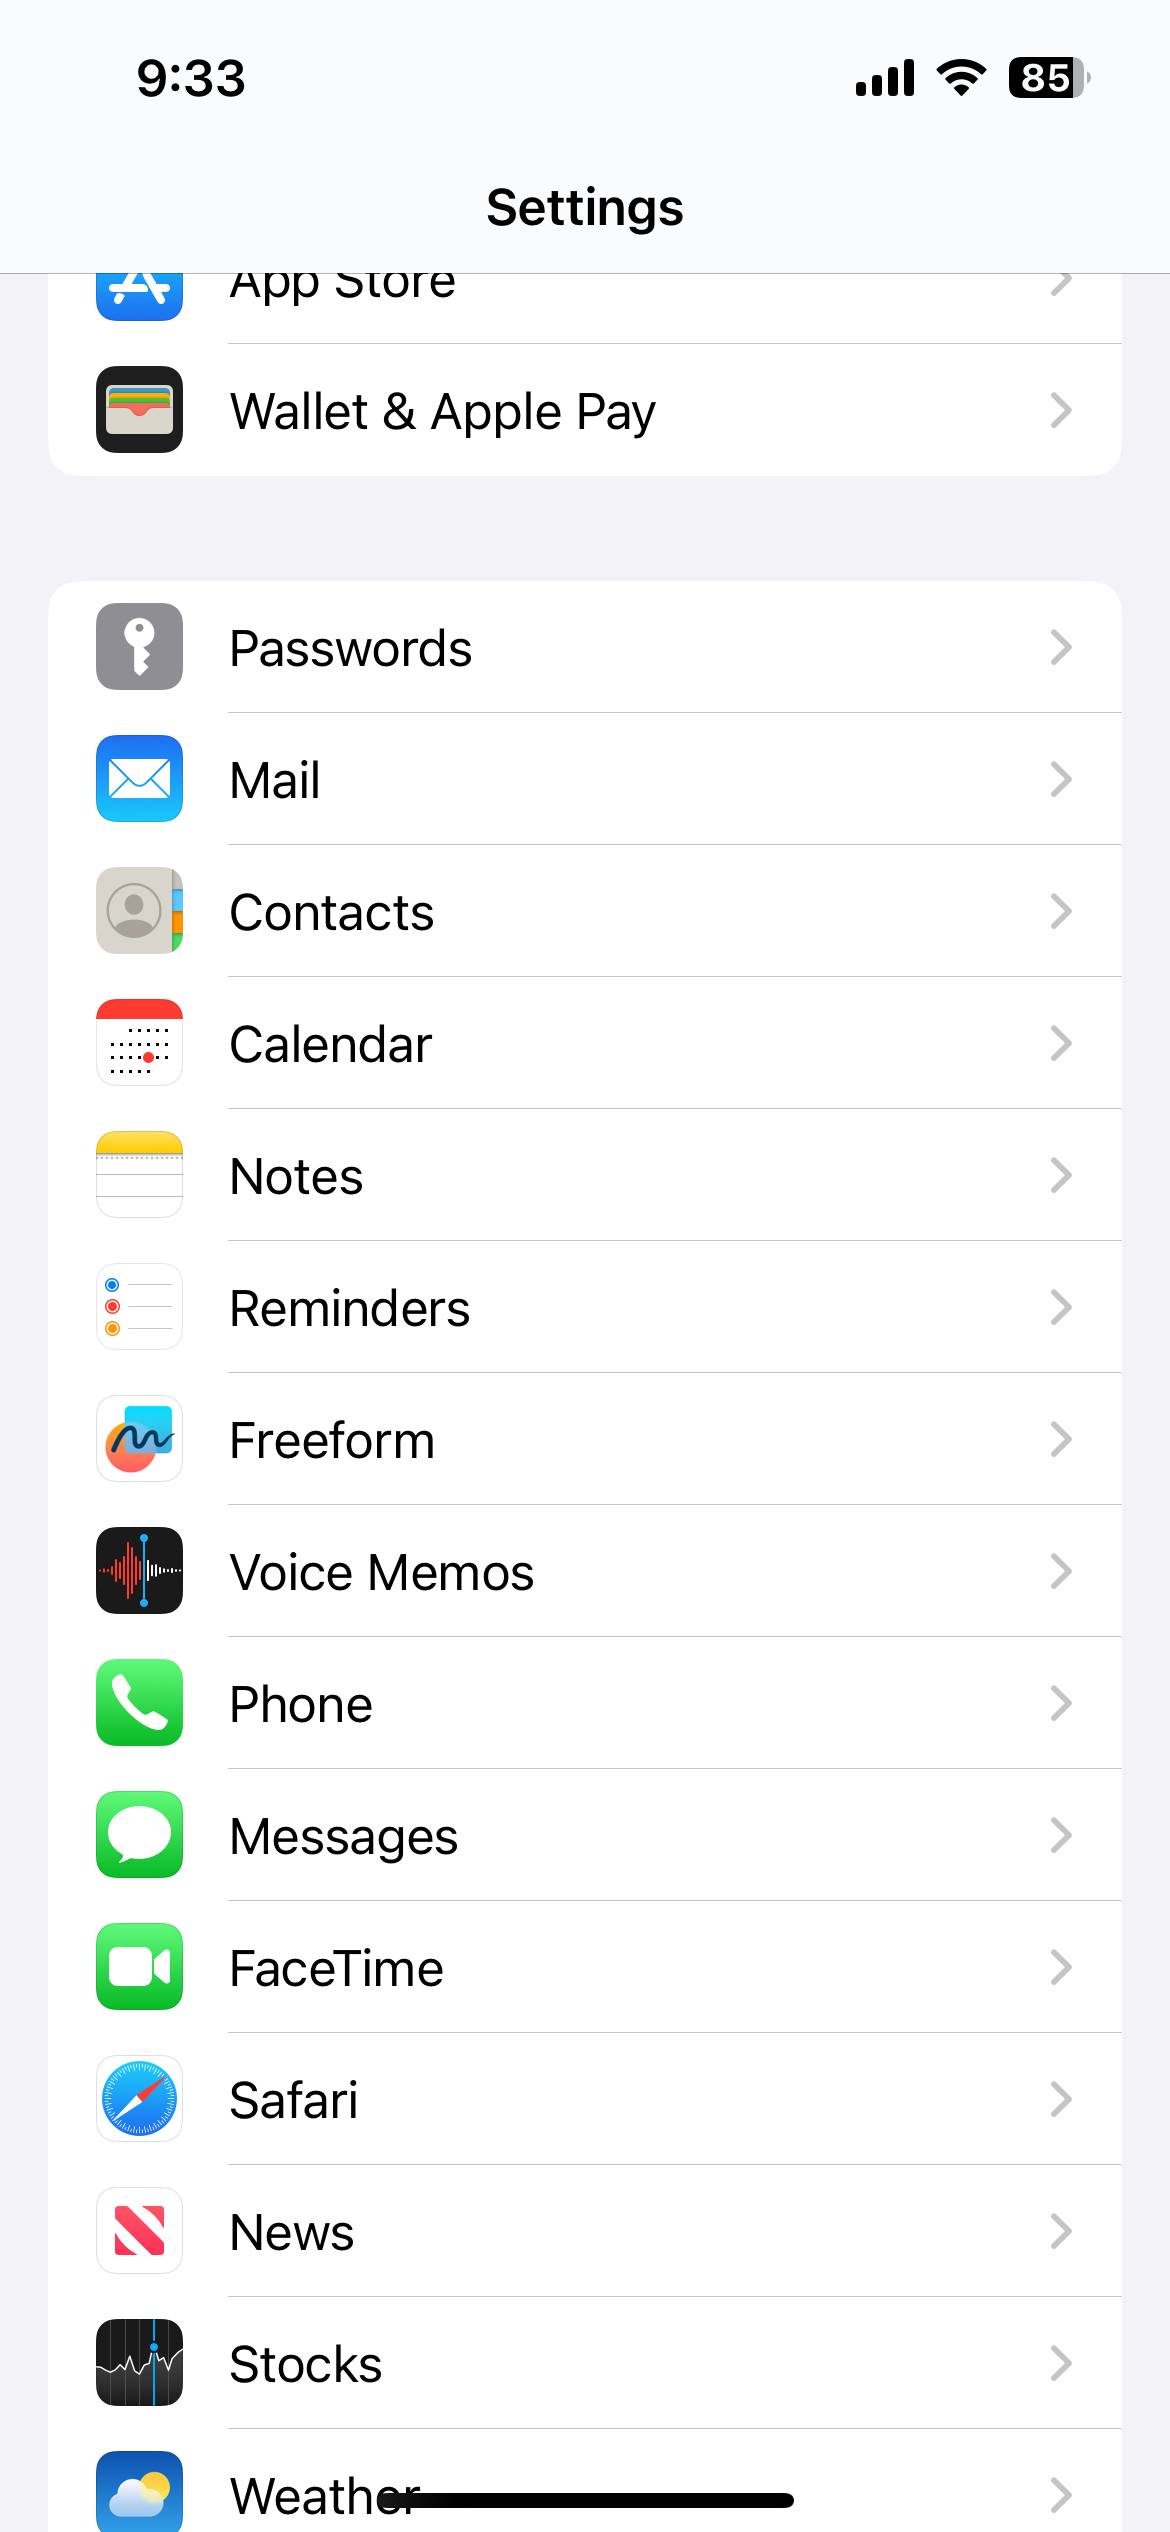 9:33
85
Settings
App Store
Wallet & Apple Pay
Passwords
Mail
Contacts
Calendar
Notes
Reminders
Freeform
Voice Memos
Phone
Messages
FaceTime
Safari
News
Stocks
Weather